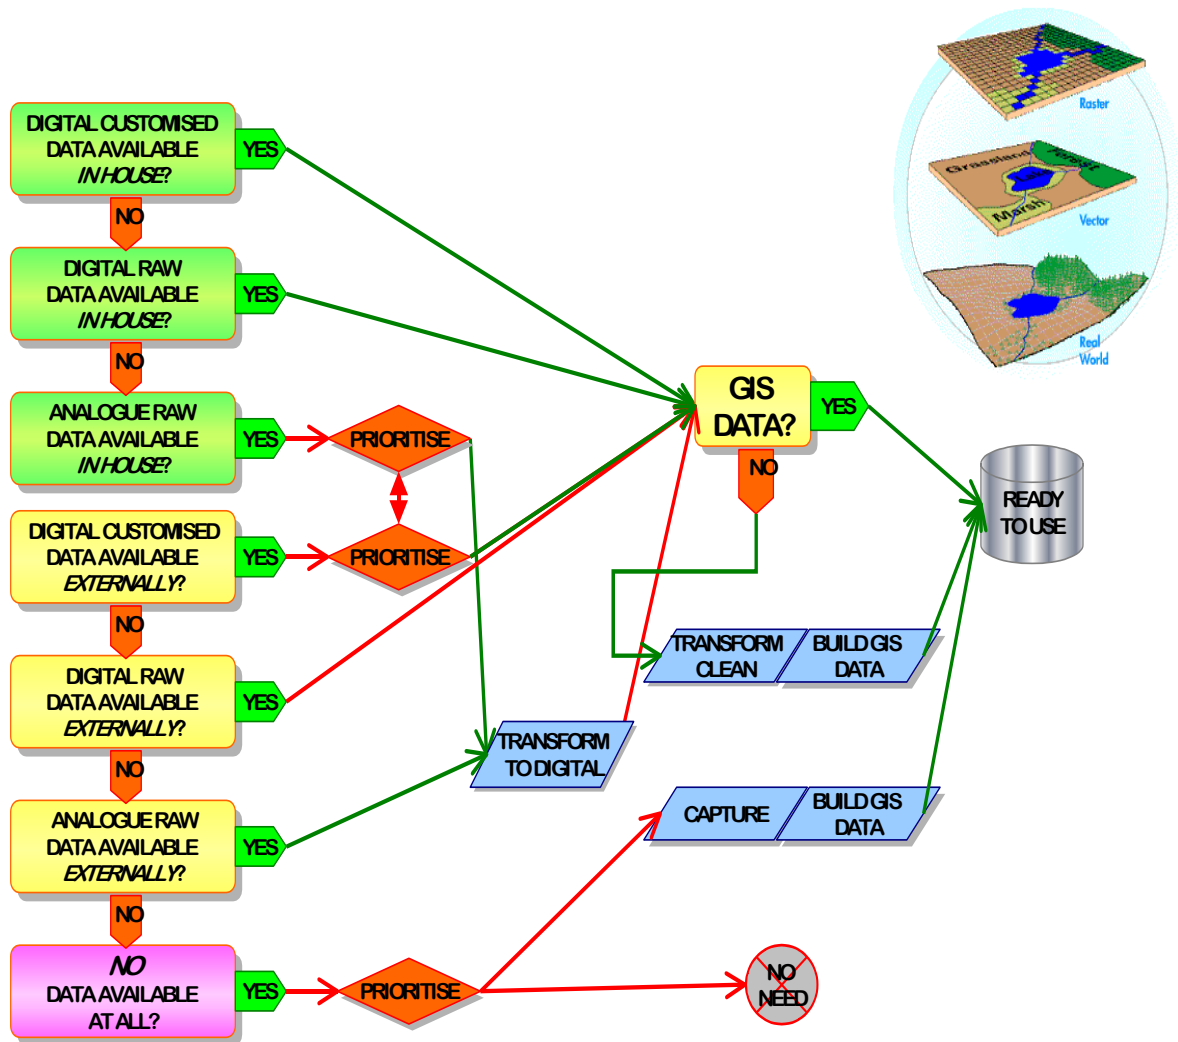 DIGITAL CUSTOMISED
DATA AVAILABLE
IN HOUSE?
YES
NO
DIGITAL RAW
DATA AVAILABLE
IN HOUSE?
YES
NO
ANALOGUE RAW
DATA AVAILABLE
IN HOUSE?
YES
PRIORITISE
DIGITAL CUSTOMISED
DATA AVAILABLE
EXTERNALLY?
YES
PRIORITISE
NO
DIGITAL RAW
DATA AVAILABLE
EXTERNALLY?
YES
NO
ANALOGUE RAW
DATA AVAILABLE
EXTERNALLY?
YES
NO
NO
DATA AVAILABLE
AT ALL?
YES
PRIORITISE
TRANSFORM
TO DIGITAL
GIS
DATA?
YES
NO
TRANSFORM
CLEAN
BUILD GIS
DATA
CAPTURE
BUILD GIS
DATA
NO
NEED
READY
TO USE
Raster
Grassland
Forest
Lake
Marsh
Vector
Real
World